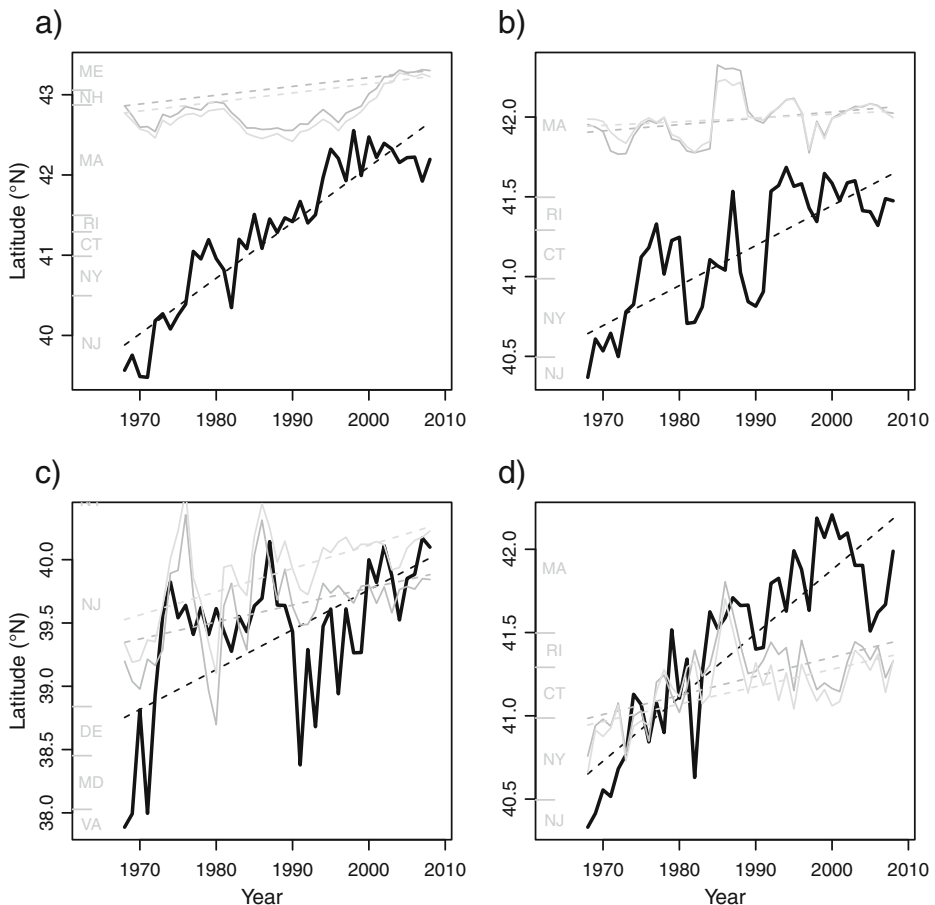 a)
Latitude (°N)
43
42
41
40
ME
NH
MA
RI
CT
NY
NJ
1970 1980 1990 2000 2010
b)
42.0
41.5
41.0
40.5
MA
RI
CT
NY
NJ
1970 1980 1990 2000 2010
c)
Latitude (°N)
40.0
39.5
39.0
38.5
38.0
NJ
DE
MD
VA
1970 1980 1990 2000 2010
Year
d)
42.0
41.5
41.0
40.5
MA
RI
CT
NY
NJ
1970 1980 1990 2000 2010
Year